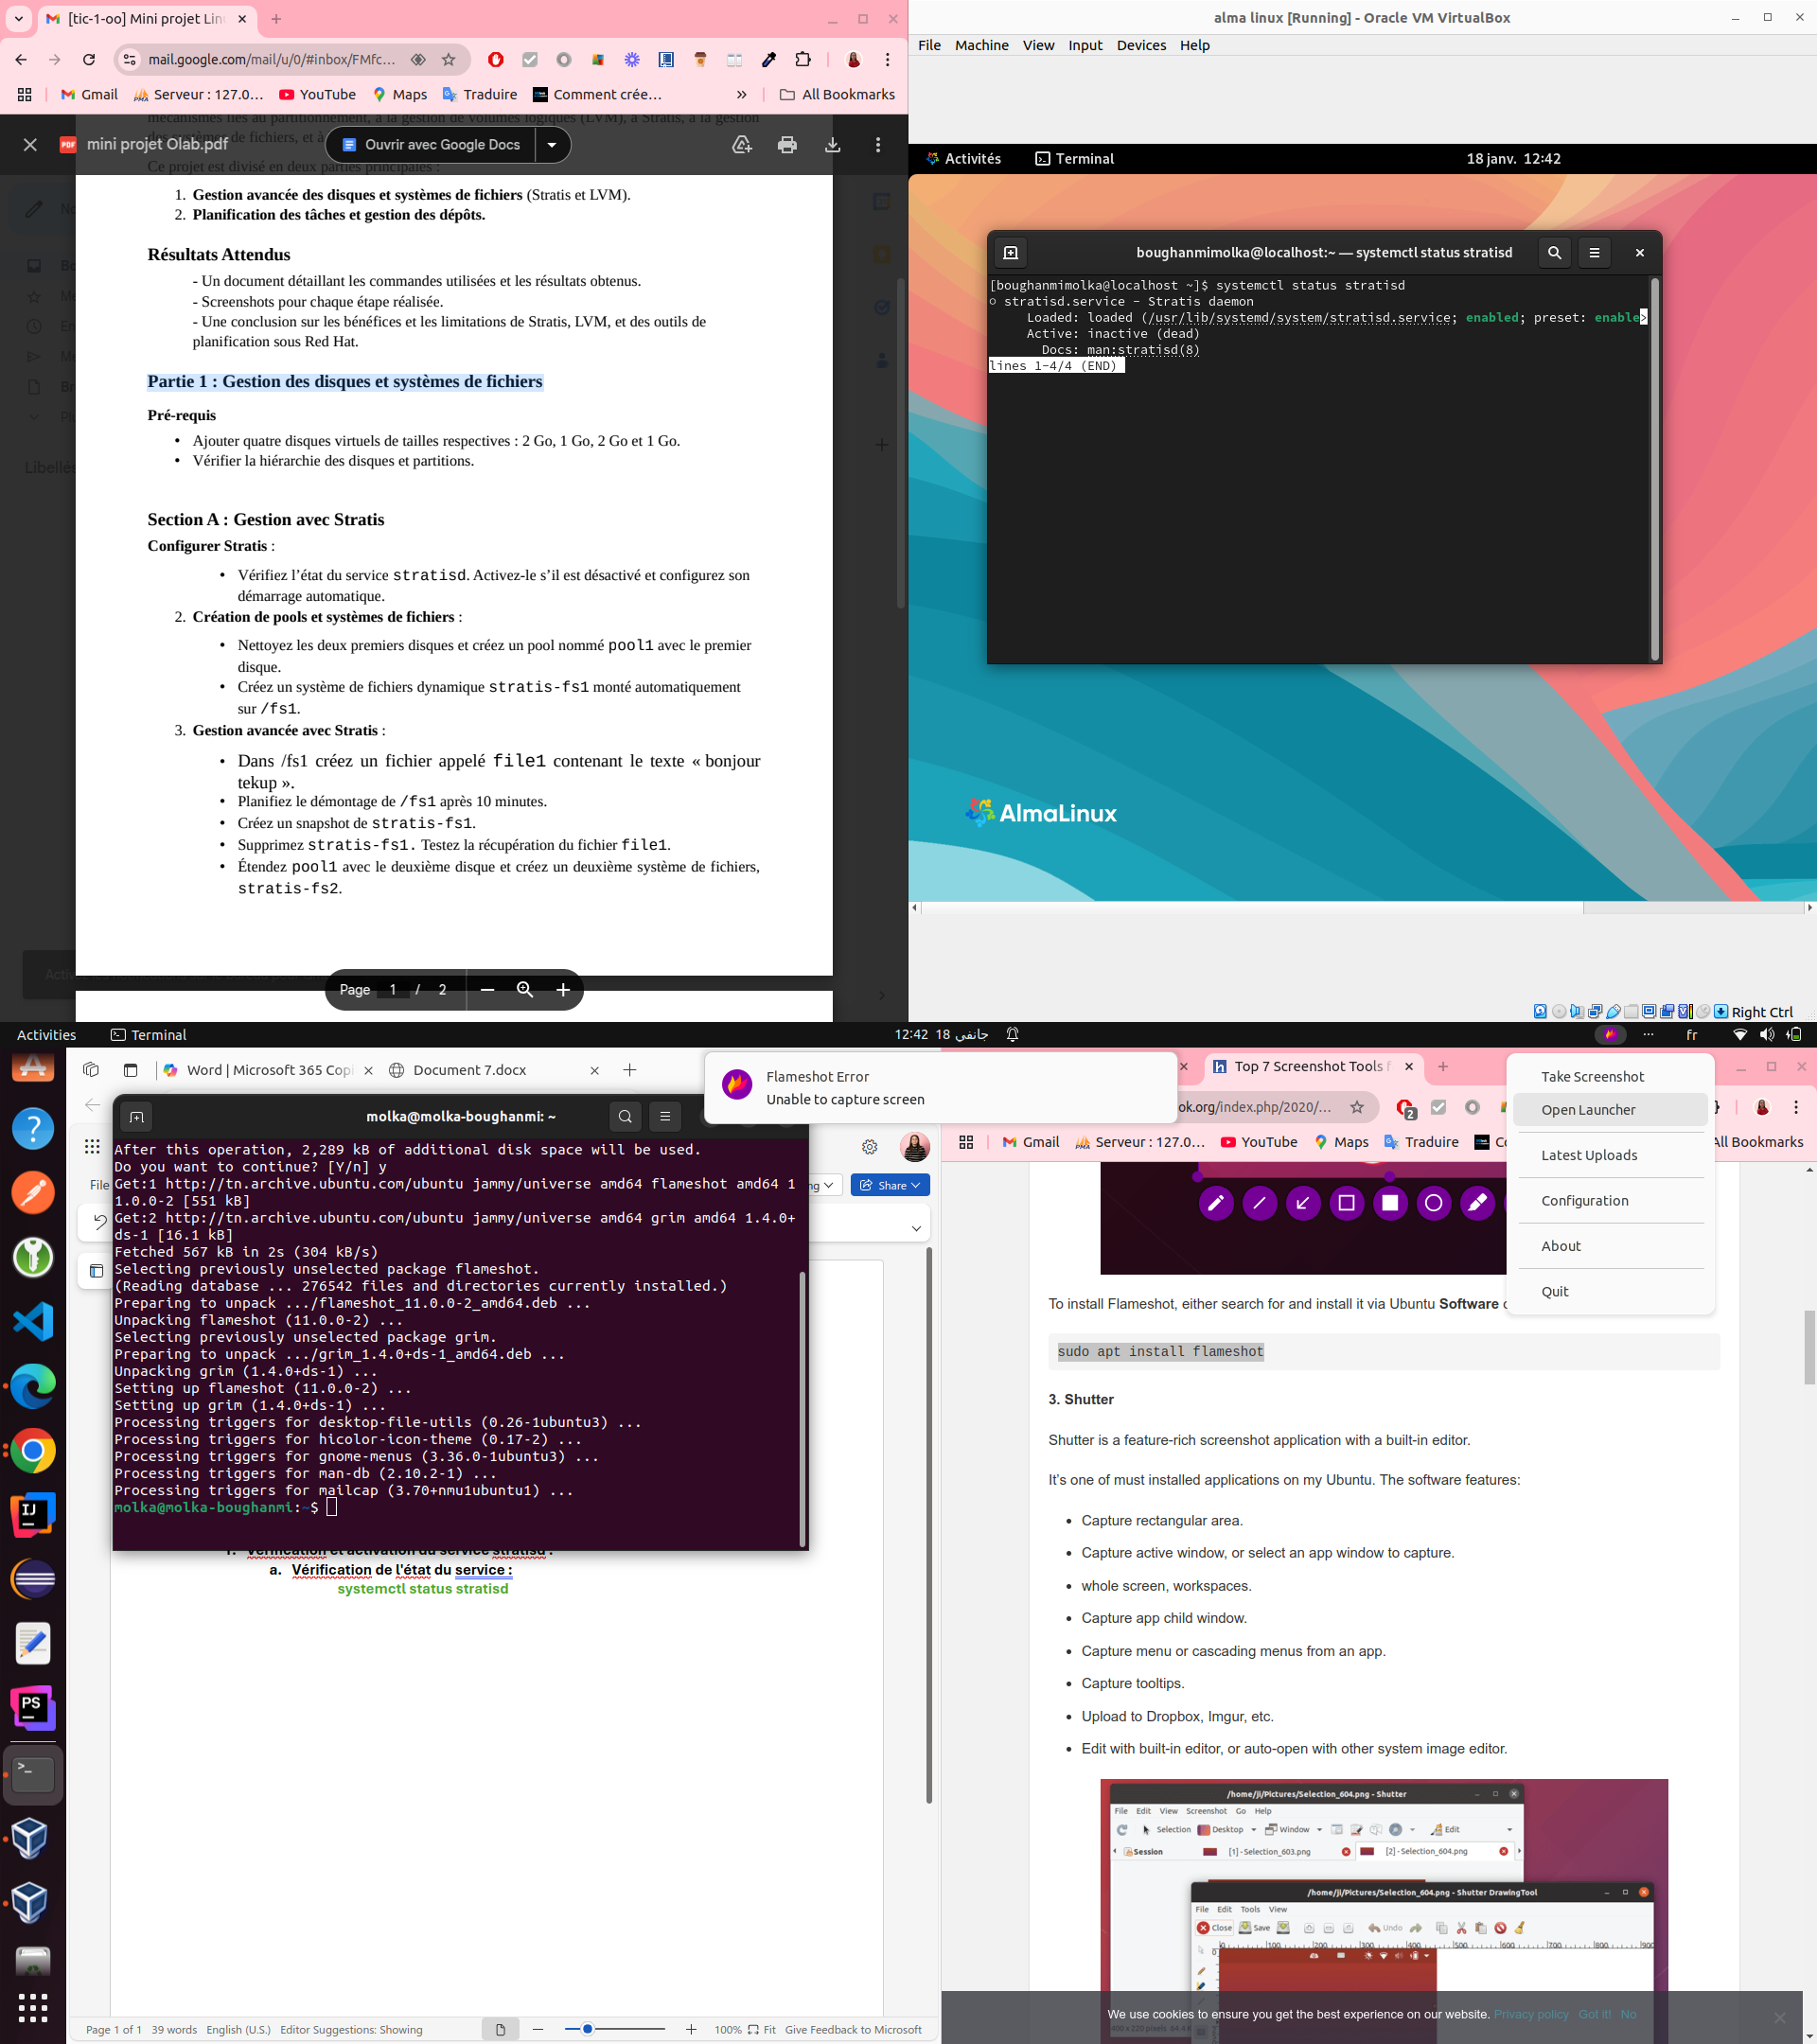 [tic-1-oo] Mini projet Lin
mail.google.com/mail/u/0/#inbox/FMfc...
Gmail
Serveur : 127.0...
YouTube
Maps
Traduire
Comment crée...
»
All Bookmarks
mécanismes liés au partitionnement, à la gestion de volumes logiques (LVM), à Stratis, à la gestion
mini projet Olab.pdf
Ouvrir avec Google Docs
Ce projet est divisé en deux parties principales :
1. Gestion avancée des disques et systèmes de fichiers (Stratis et LVM).
2. Planification des tâches et gestion des dépôts.
Résultats Attendus
- Un document détaillant les commandes utilisées et les résultats obtenus.
- Screenshots pour chaque étape réalisée.
- Une conclusion sur les bénéfices et les limitations de Stratis, LVM, et des outils de
planification sous Red Hat.
Partie 1 : Gestion des disques et systèmes de fichiers
Pré-requis
• Ajouter quatre disques virtuels de tailles respectives : 2 Go, 1 Go, 2 Go et 1 Go.
• Vérifier la hiérarchie des disques et partitions.
Section A : Gestion avec Stratis
Configurer Stratis :
• Vérifiez l’état du service stratisd. Activez-le s’il est désactivé et configurez son
démarrage automatique.
2. Création de pools et systèmes de fichiers :
• Nettoyez les deux premiers disques et créez un pool nommé pool1 avec le premier
disque.
• Créez un système de fichiers dynamique stratis-fs1 monté automatiquement
sur /fs1.
3. Gestion avancée avec Stratis :
• Dans /fs1 créez un fichier appelé file1 contenant le texte « bonjour
tekup ».
• Planifiez le démontage de /fs1 après 10 minutes.
• Créez un snapshot de stratis-fs1.
• Supprimez stratis-fs1. Testez la récupération du fichier file1.
• Étendez pool1 avec le deuxième disque et créez un deuxième système de fichiers,
stratis-fs2.
Page 1 / 2
alma linux [Running] - Oracle VM VirtualBox
File Machine View Input Devices Help
Activités Terminal 18 janv. 12:42
boughanmimolka@localhost:~ — systemctl status stratisd
[boughanmimolka@localhost ~]$ systemctl status stratisd
○ stratisd.service - Stratis daemon
Loaded: loaded (/usr/lib/systemd/system/stratisd.service; enabled; preset: enable>
Active: inactive (dead)
Docs: man:stratisd(8)
lines 1-4/4 (END)
AlmaLinux
Right Ctrl
Activities Terminal 12:42 18 جانفي fr
Word | Microsoft 365 Copi
Document 7.docx
Flameshot Error
Unable to capture screen
molka@molka-boughanmi: ~
File
ng
Share
After this operation, 2,289 kB of additional disk space will be used.
Do you want to continue? [Y/n] y
Get:1 http://tn.archive.ubuntu.com/ubuntu jammy/universe amd64 flameshot amd64 1
1.0.0-2 [551 kB]
Get:2 http://tn.archive.ubuntu.com/ubuntu jammy/universe amd64 grim amd64 1.4.0+
ds-1 [16.1 kB]
Fetched 567 kB in 2s (304 kB/s)
Selecting previously unselected package flameshot.
(Reading database ... 276542 files and directories currently installed.)
Preparing to unpack .../flameshot_11.0.0-2_amd64.deb ...
Unpacking flameshot (11.0.0-2) ...
Selecting previously unselected package grim.
Preparing to unpack .../grim_1.4.0+ds-1_amd64.deb ...
Unpacking grim (1.4.0+ds-1) ...
Setting up flameshot (11.0.0-2) ...
Setting up grim (1.4.0+ds-1) ...
Processing triggers for desktop-file-utils (0.26-1ubuntu3) ...
Processing triggers for hicolor-icon-theme (0.17-2) ...
Processing triggers for gnome-menus (3.36.0-1ubuntu3) ...
Processing triggers for man-db (2.10.2-1) ...
Processing triggers for mailcap (3.70+nmu1ubuntu1) ...
molka@molka-boughanmi:~$
Vérification et activation du service stratisd :
a. Vérification de l'état du service :
systemctl status stratisd
Page 1 of 1 39 words English (U.S.) Editor Suggestions: Showing 100% Fit Give Feedback to Microsoft
Top 7 Screenshot Tools f
ok.org/index.php/2020/...
2
Gmail
Serveur : 127.0...
YouTube
Maps
Traduire
All Bookmarks
Take Screenshot
Open Launcher
Latest Uploads
Configuration
About
Quit
To install Flameshot, either search for and install it via Ubuntu Software
sudo apt install flameshot
3. Shutter
Shutter is a feature-rich screenshot application with a built-in editor.
It’s one of must installed applications on my Ubuntu. The software features:
• Capture rectangular area.
• Capture active window, or select an app window to capture.
• whole screen, workspaces.
• Capture app child window.
• Capture menu or cascading menus from an app.
• Capture tooltips.
• Upload to Dropbox, Imgur, etc.
• Edit with built-in editor, or auto-open with other system image editor.
/home/ji/Pictures/Selection_604.png - Shutter
File Edit View Screenshot Go Help
Selection Desktop Window Edit
Session [1] - Selection_603.png [2] - Selection_604.png
/home/ji/Pictures/Selection_604.png - Shutter DrawingTool
File Edit Tools View
Close Save Undo
0 100 200 300 400 500 600 700 800 900
We use cookies to ensure you get the best experience on our website. Privacy policy Got it! No